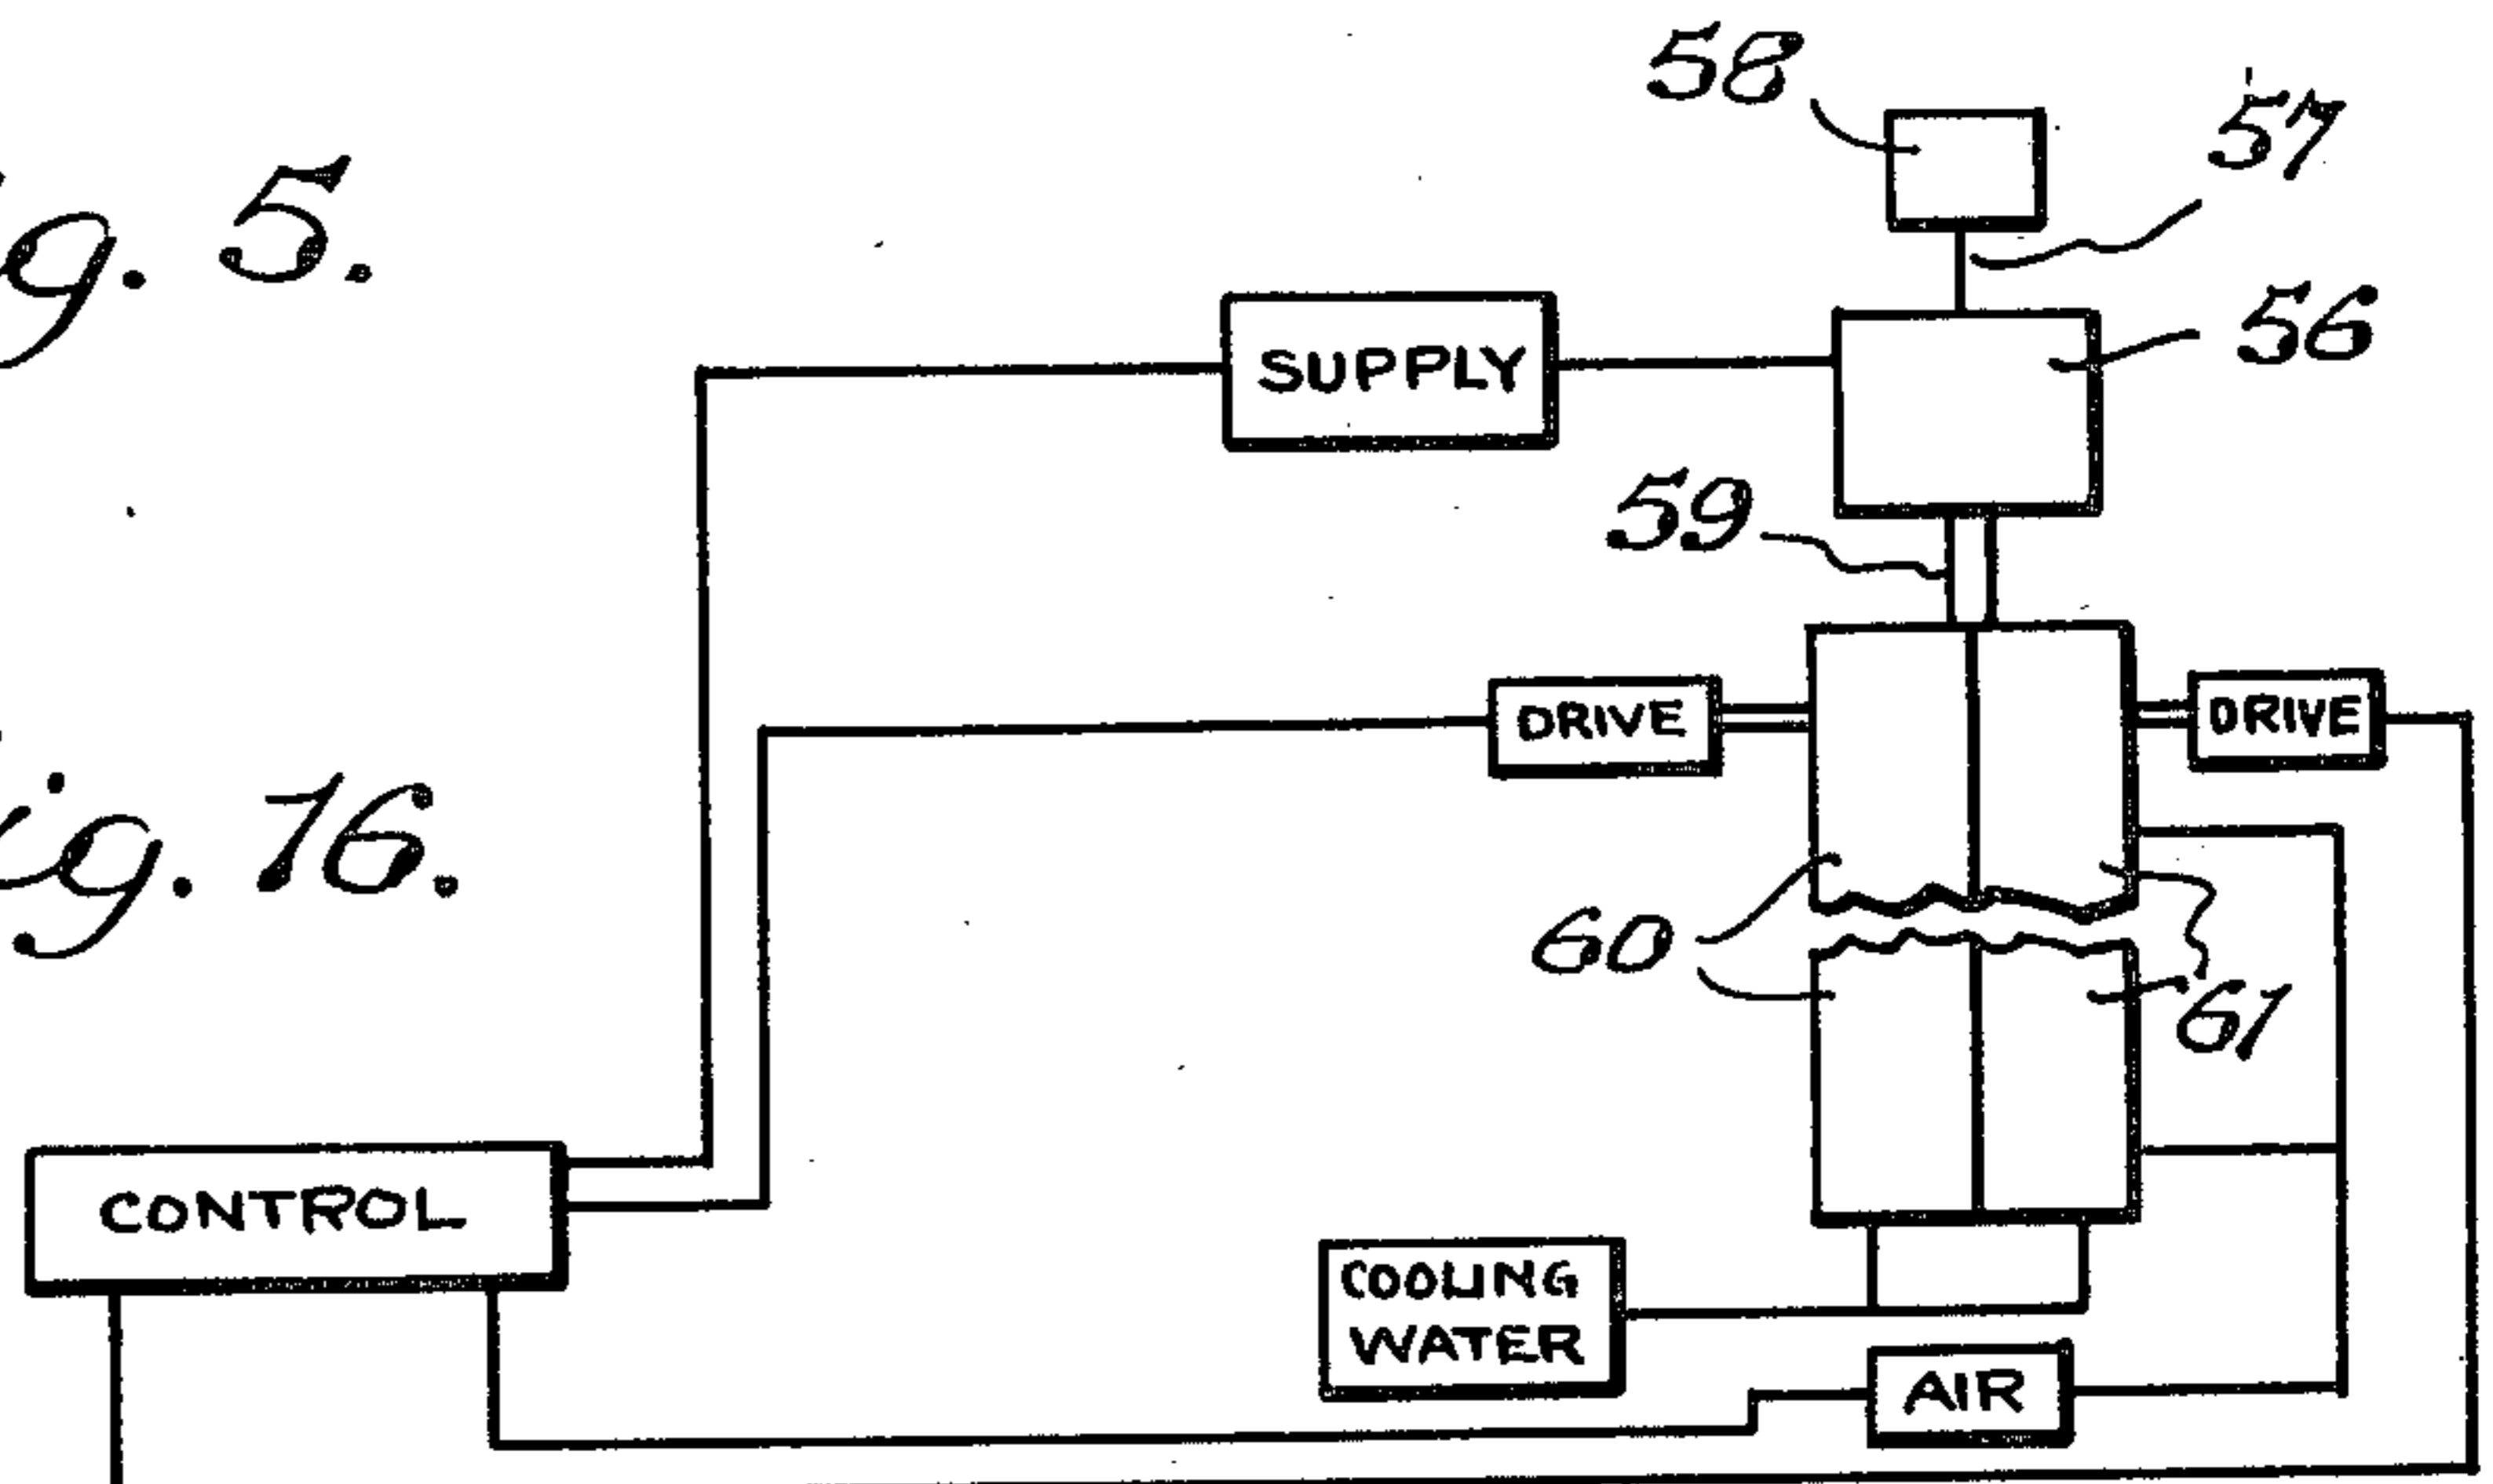 58
57
g. 5.
56
SUPPLY
59
DRIVE
DRIVE
ig. 16.
60
61
CONTROL
COOLING
WATER
AIR